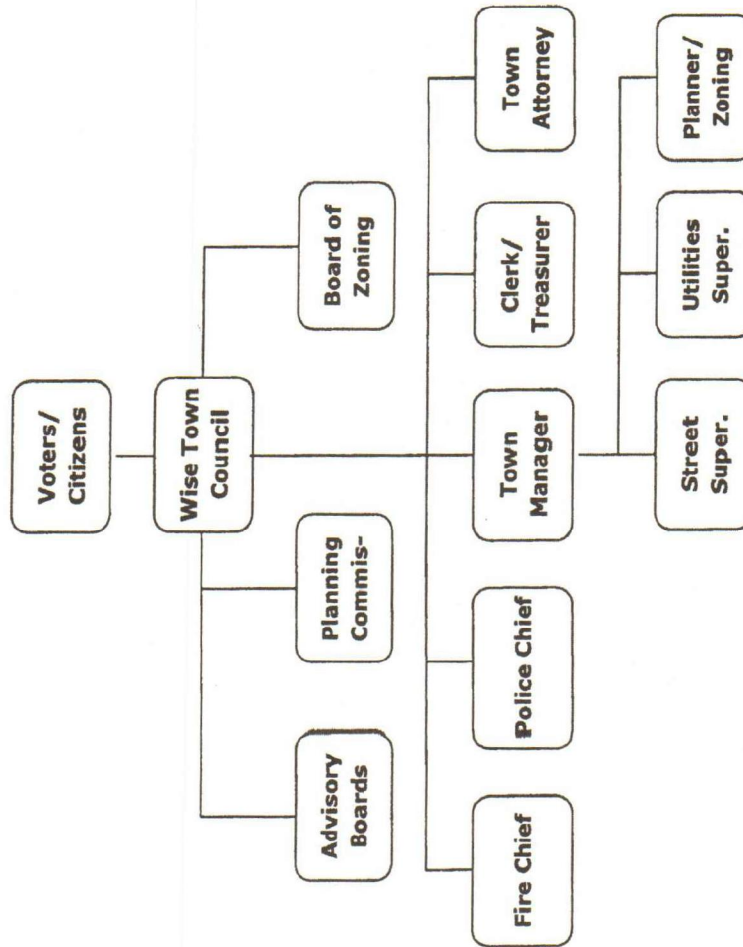 Voters/
Citizens
Wise Town
Council
Advisory
Boards
Planning
Commis-
Board of
Zoning
Fire Chief
Police Chief
Town
Manager
Clerk/
Treasurer
Town
Attorney
Street
Super.
Utilities
Super.
Planner/
Zoning